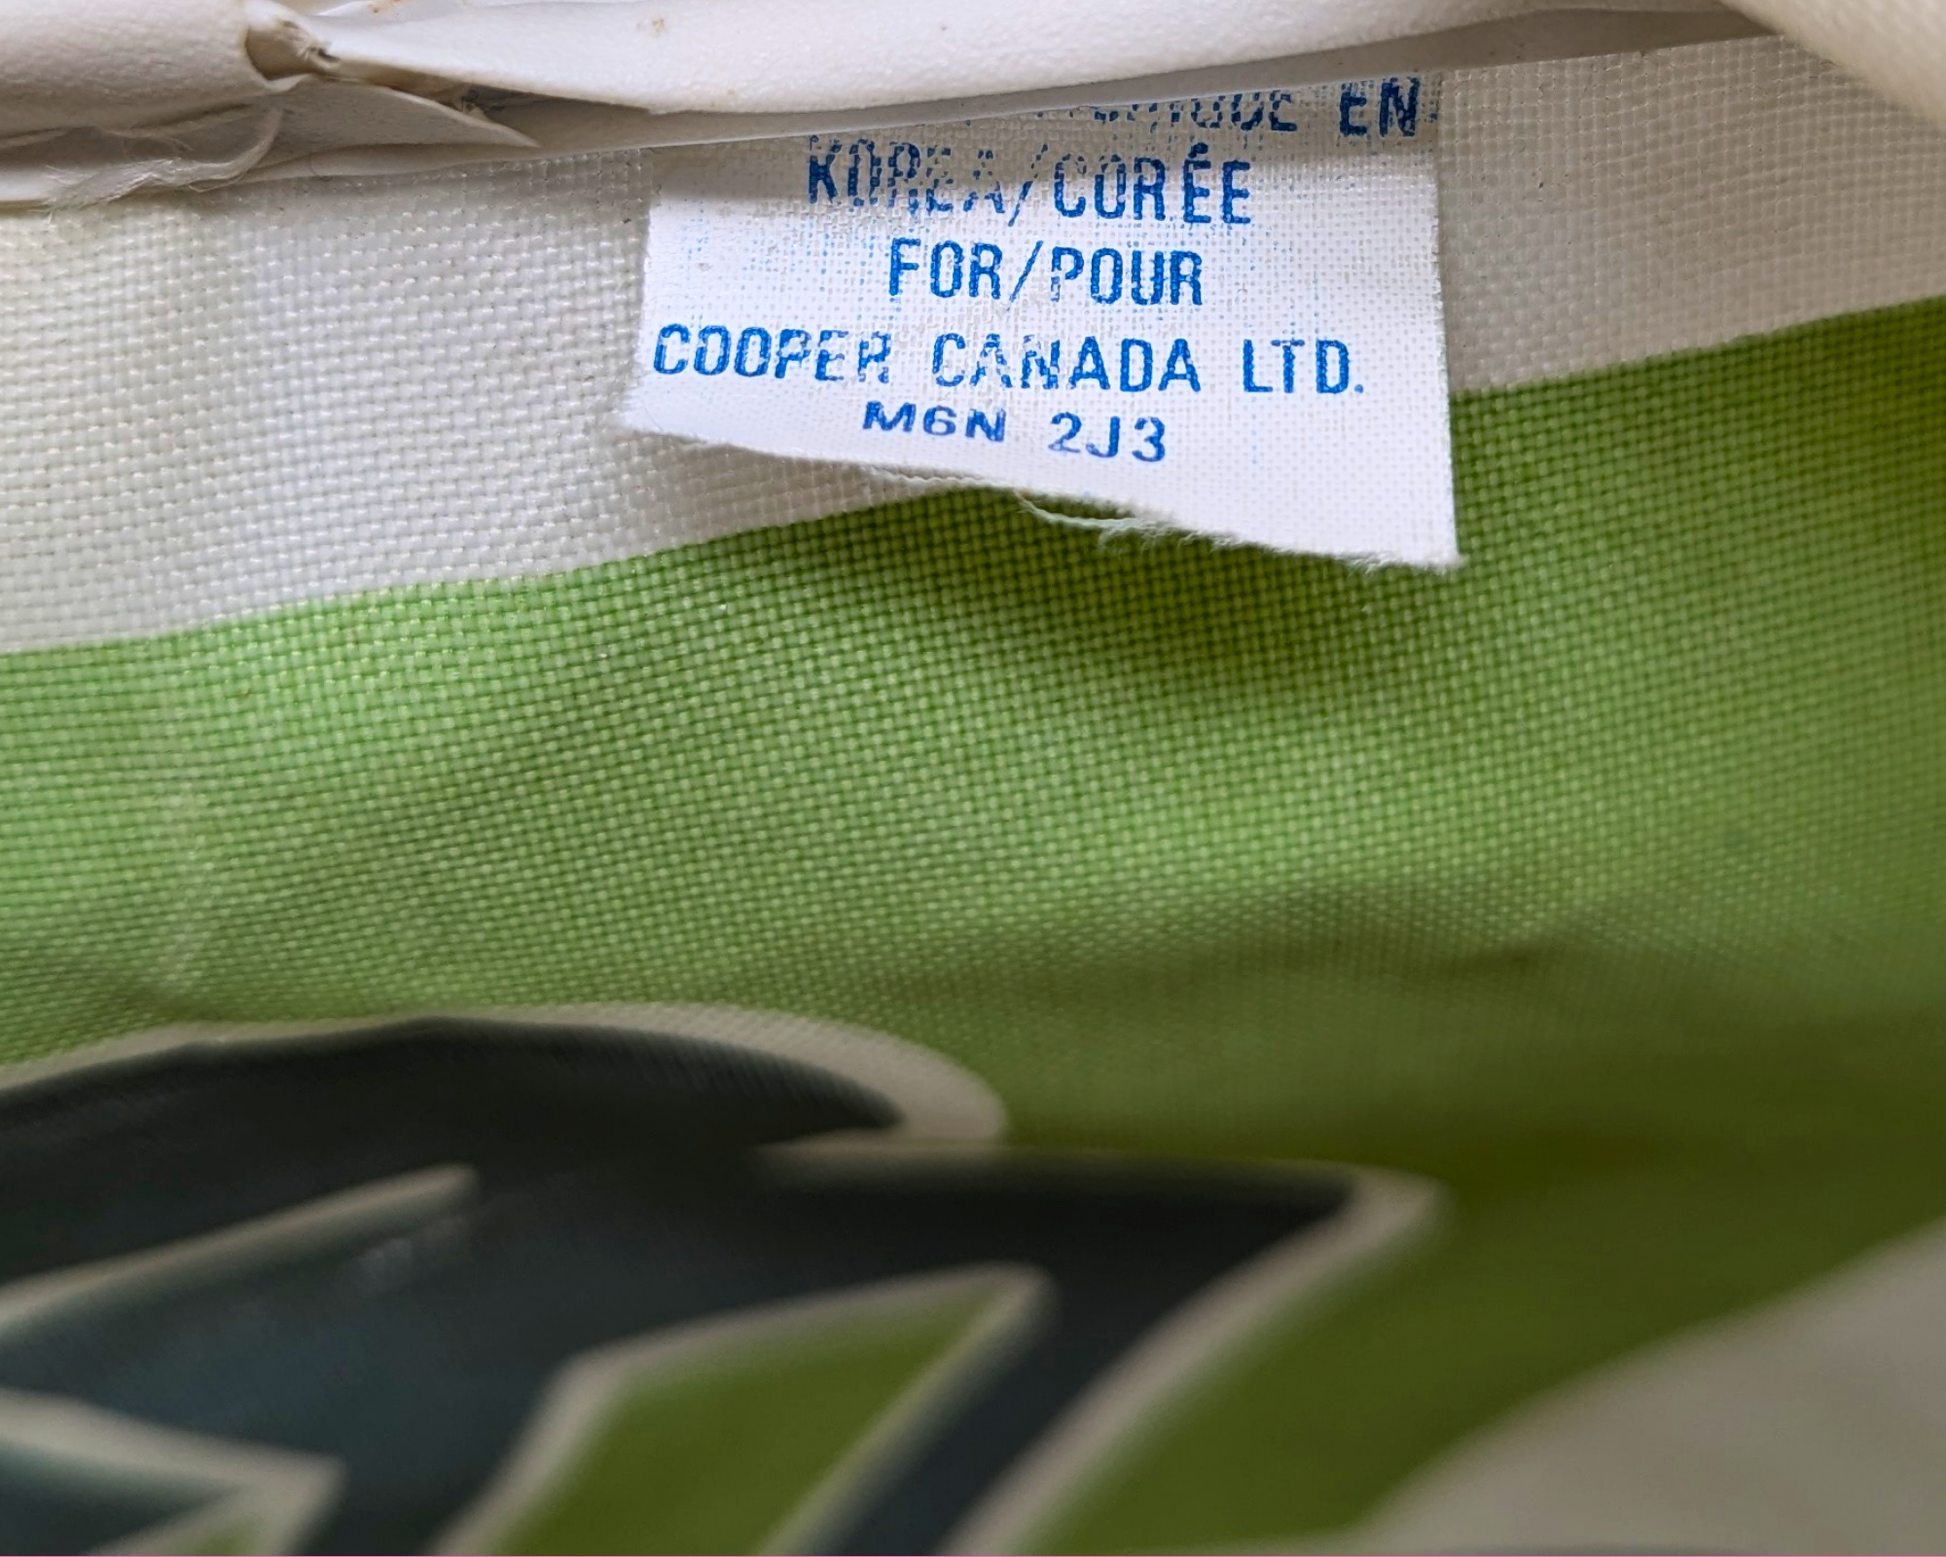 EN
KOREA/CORÉE
FOR/POUR
COOPER CANADA LTD.
M6N 2J3